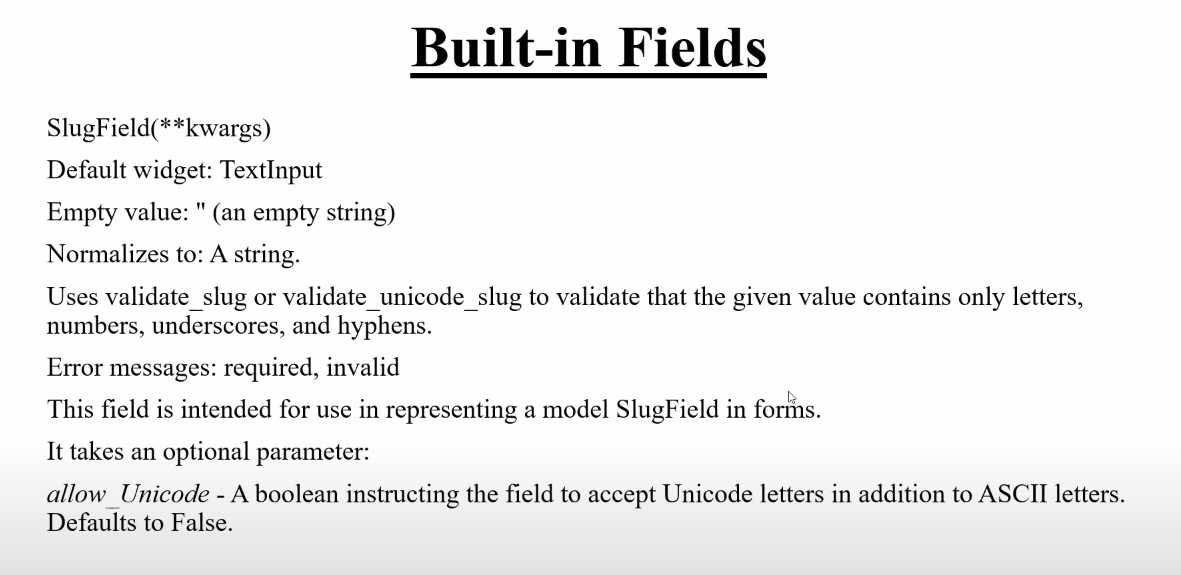 Built-in Fields
SlugField(**kwargs)
Default widget: TextInput
Empty value: '' (an empty string)
Normalizes to: A string.
Uses validate_slug or validate_unicode_slug to validate that the given value contains only letters,
numbers, underscores, and hyphens.
Error messages: required, invalid
This field is intended for use in representing a model SlugField in forms.
It takes an optional parameter:
allow_Unicode - A boolean instructing the field to accept Unicode letters in addition to ASCII letters.
Defaults to False.